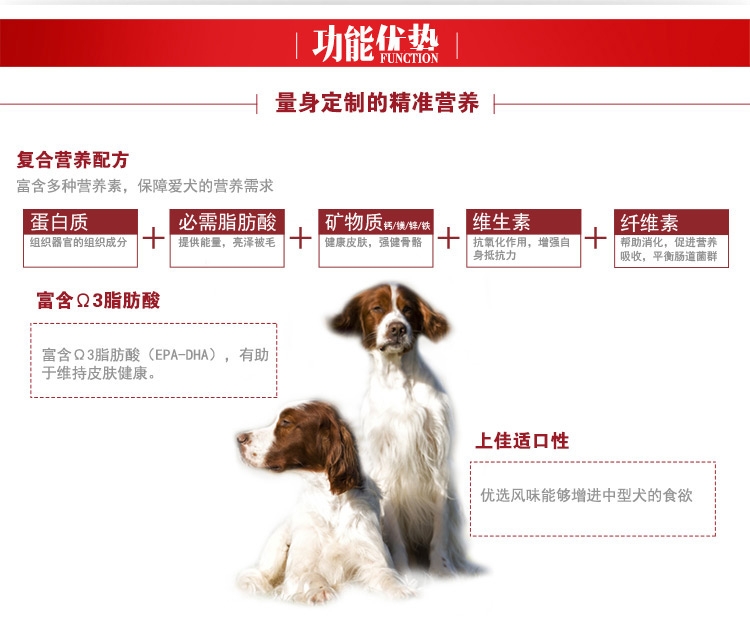 功能优势
FUNCTION
量身定制的精准营养
复合营养配方
富含多种营养素，保障爱犬的营养需求
蛋白质
组织器官的组织成分
+
必需脂肪酸
提供能量，亮泽被毛
+
矿物质钙/镁/锌/铁
健康皮肤，强健骨骼
+
维生素
抗氧化作用，增强自
身抵抗力
+
纤维素
帮助消化，促进营养
吸收，平衡肠道菌群
富含Ω3脂肪酸
富含Ω3脂肪酸（EPA-DHA），有助
于维持皮肤健康。
上佳适口性
优选风味能够增进中型犬的食欲